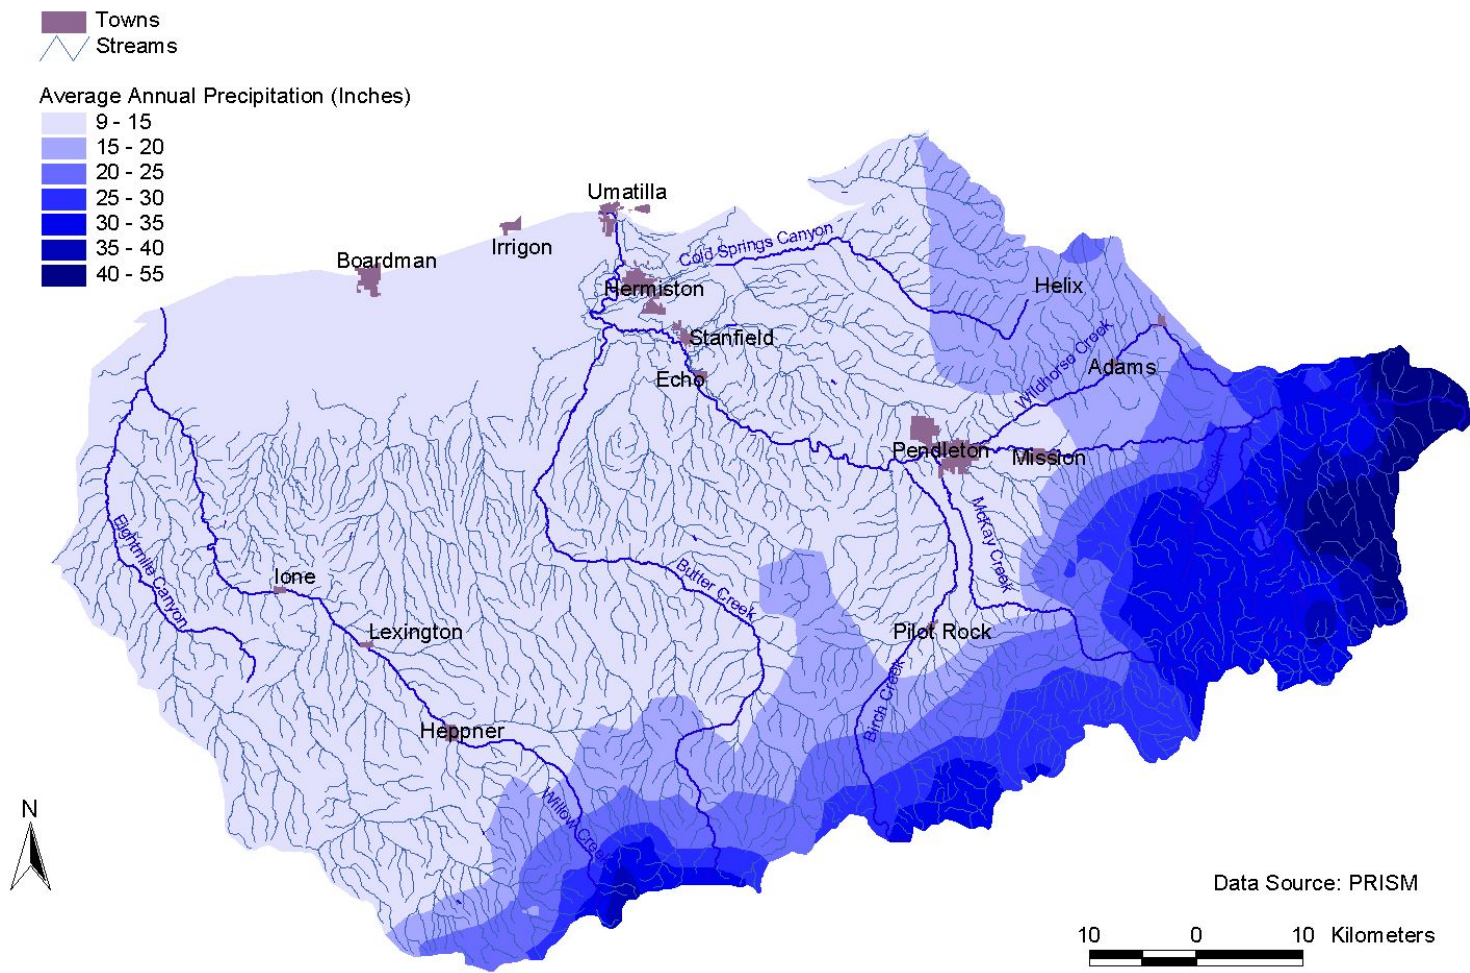 Towns
Streams
Average Annual Precipitation (Inches)
9 - 15
15 - 20
20 - 25
25 - 30
30 - 35
35 - 40
40 - 55
Umatilla
Irrigon
Boardman
Cold Springs Canyon
Hermiston
Helix
Stanfield
Wildhorse Creek
Adams
Echo
Pendleton
Mission
Creek
McKay Creek
Eightmile Canyon
Ione
Butter Creek
Lexington
Pilot Rock
Birch Creek
Heppner
Willow Creek
N
Data Source: PRISM
10 0 10 Kilometers